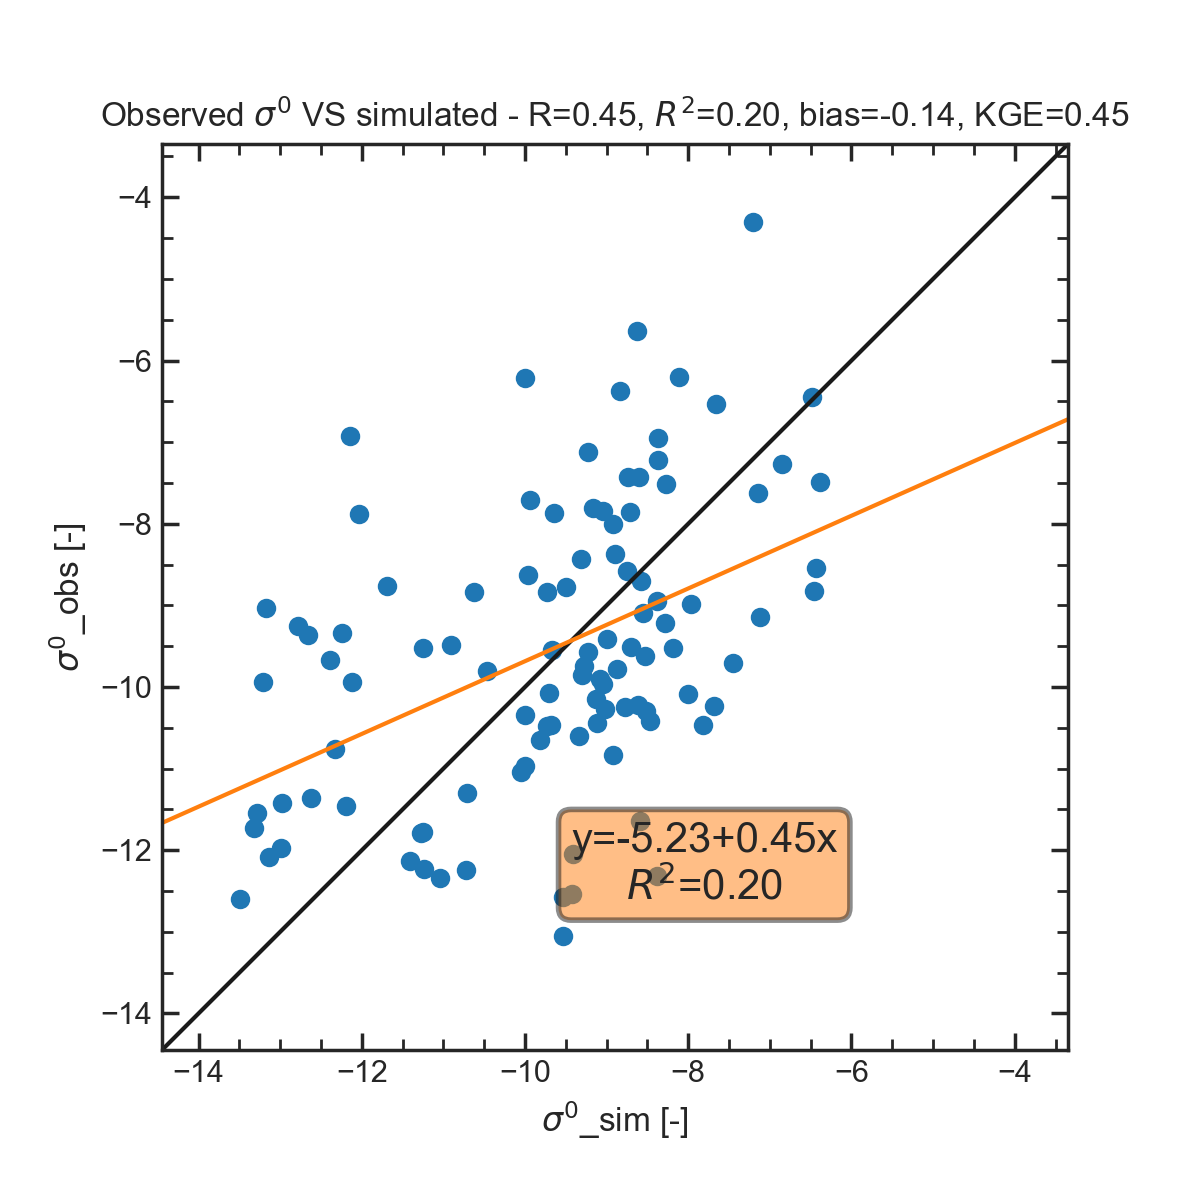 Observed σ⁰ VS simulated - R=0.45, R²=0.20, bias=-0.14, KGE=0.45
−4
−6
−8
−10
−12
−14
σ⁰_obs [-]
y=-5.23+0.45x
R²=0.20
−14 −12 −10 −8 −6 −4
σ⁰_sim [-]